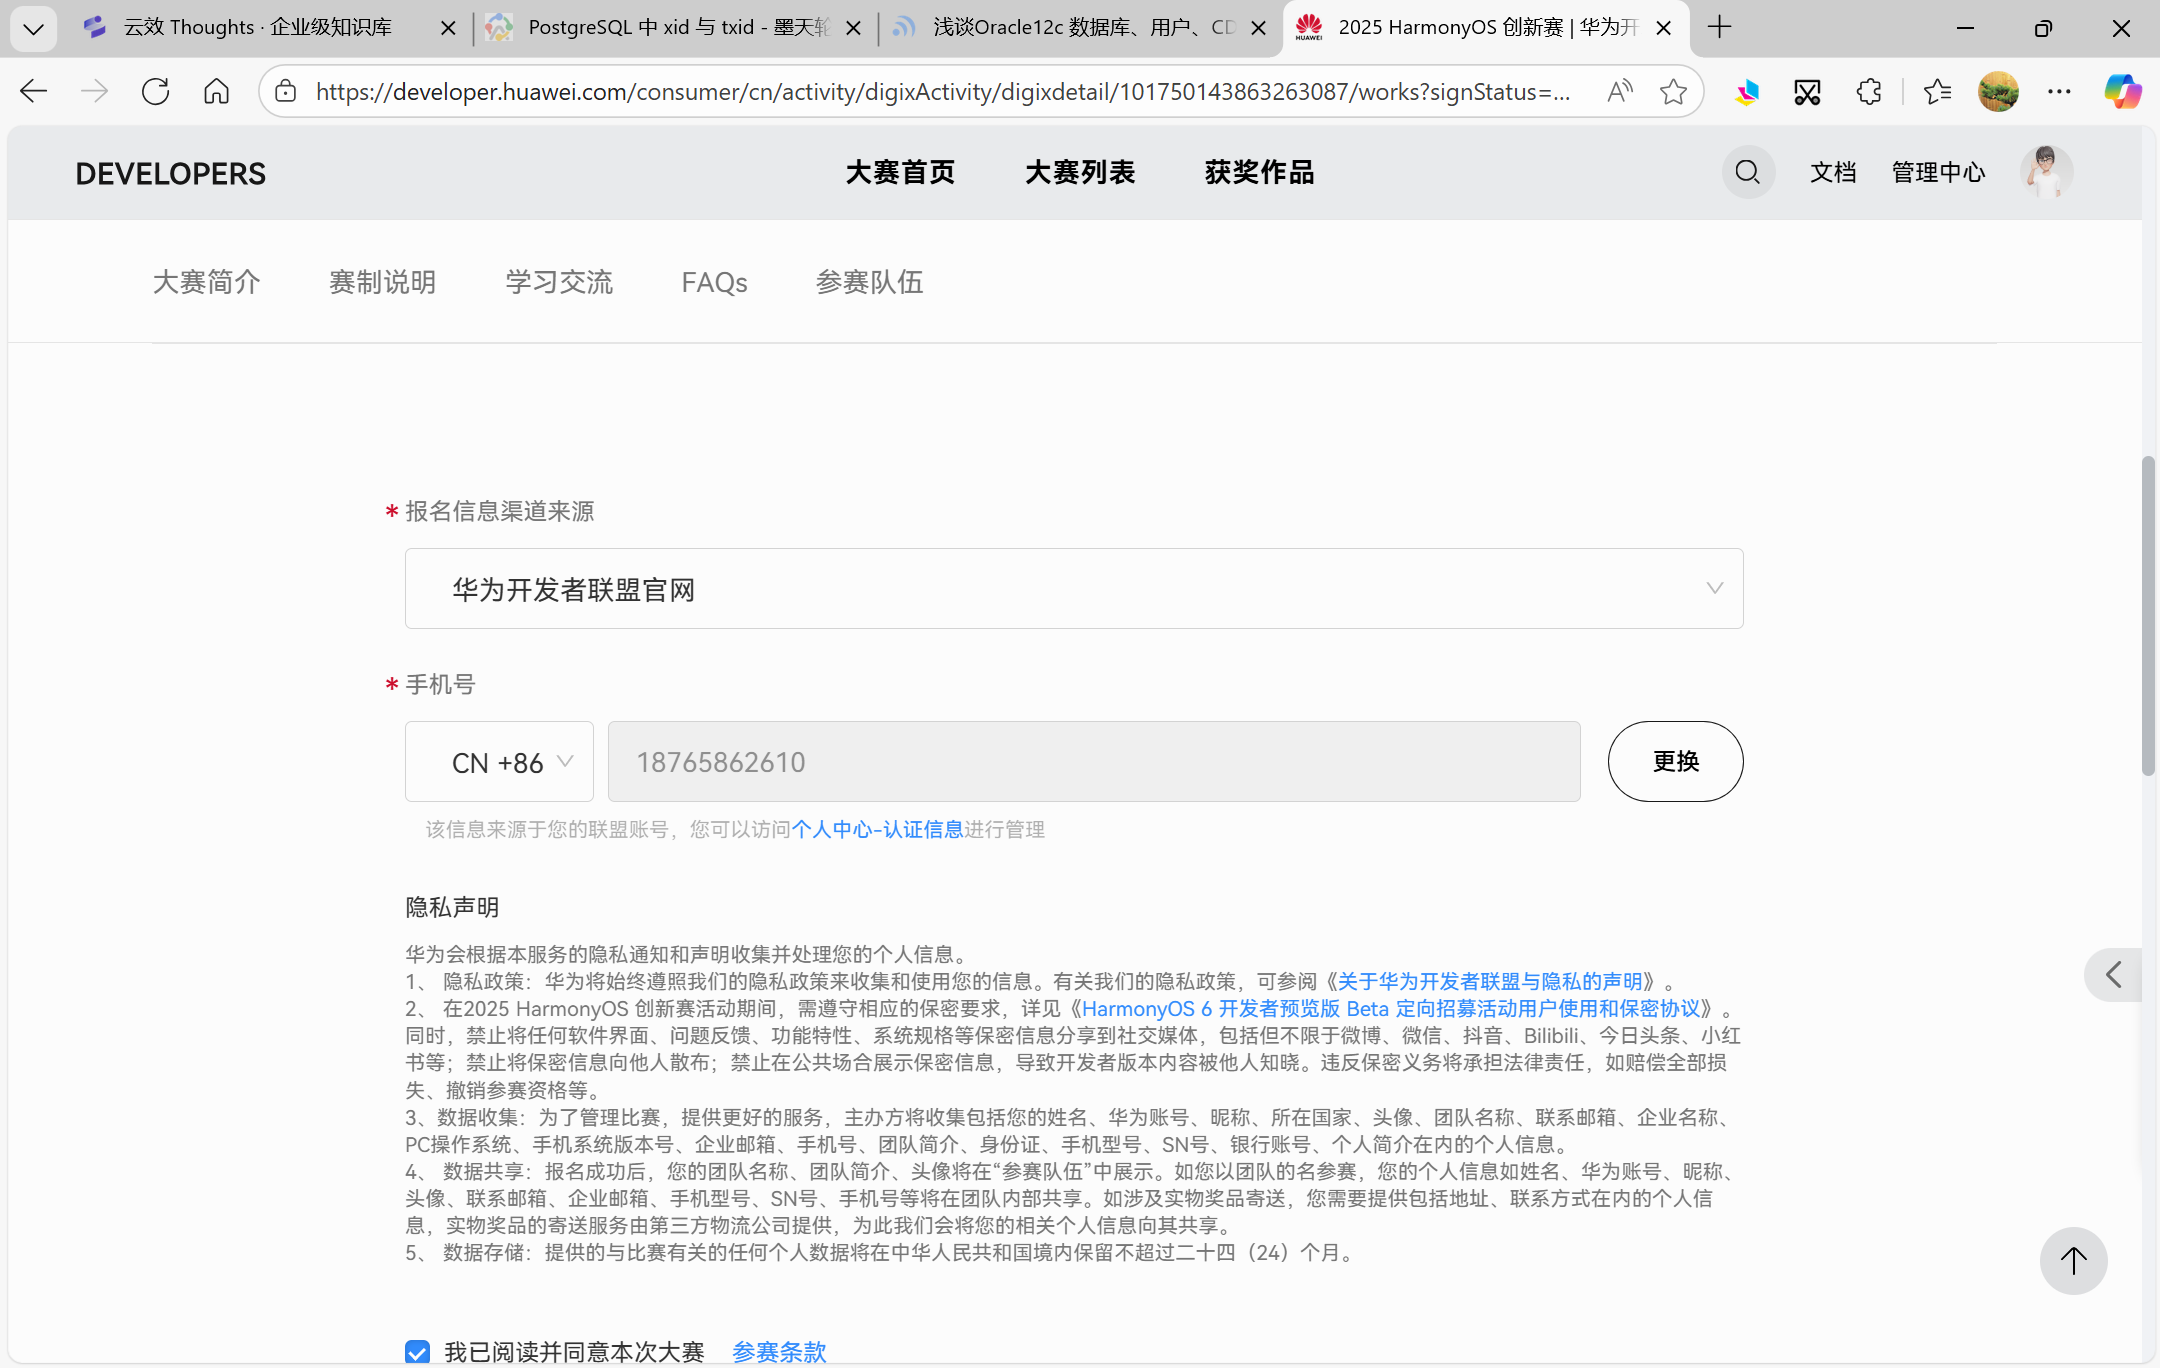 云效 Thoughts · 企业级知识库
PostgreSQL 中 xid 与 txid - 墨天轮
浅谈Oracle12c 数据库、用户、CD
2025 HarmonyOS 创新赛 | 华为开
https://developer.huawei.com/consumer/cn/activity/digixActivity/digixdetail/101750143863263087/works?signStatus=...
DEVELOPERS
大赛首页
大赛列表
获奖作品
文档
管理中心
大赛简介
赛制说明
学习交流
FAQs
参赛队伍
* 报名信息渠道来源
华为开发者联盟官网
* 手机号
CN +86
18765862610
更换
该信息来源于您的联盟账号，您可以访问个人中心-认证信息进行管理
隐私声明
华为会根据本服务的隐私通知和声明收集并处理您的个人信息。
1、 隐私政策：华为将始终遵照我们的隐私政策来收集和使用您的信息。有关我们的隐私政策，可参阅《关于华为开发者联盟与隐私的声明》。
2、 在2025 HarmonyOS 创新赛活动期间，需遵守相应的保密要求，详见《HarmonyOS 6 开发者预览版 Beta 定向招募活动用户使用和保密协议》。
同时，禁止将任何软件界面、问题反馈、功能特性、系统规格等保密信息分享到社交媒体，包括但不限于微博、微信、抖音、Bilibili、今日头条、小红
书等；禁止将保密信息向他人散布；禁止在公共场合展示保密信息，导致开发者版本内容被他人知晓。违反保密义务将承担法律责任，如赔偿全部损
失、撤销参赛资格等。
3、数据收集：为了管理比赛，提供更好的服务，主办方将收集包括您的姓名、华为账号、昵称、所在国家、头像、团队名称、联系邮箱、企业名称、
PC操作系统、手机系统版本号、企业邮箱、手机号、团队简介、身份证、手机型号、SN号、银行账号、个人简介在内的个人信息。
4、 数据共享：报名成功后，您的团队名称、团队简介、头像将在“参赛队伍”中展示。如您以团队的名参赛，您的个人信息如姓名、华为账号、昵称、
头像、联系邮箱、企业邮箱、手机型号、SN号、手机号等将在团队内部共享。如涉及实物奖品寄送，您需要提供包括地址、联系方式在内的个人信
息，实物奖品的寄送服务由第三方物流公司提供，为此我们会将您的相关个人信息向其共享。
5、 数据存储：提供的与比赛有关的任何个人数据将在中华人民共和国境内保留不超过二十四（24）个月。
我已阅读并同意本次大赛 参赛条款